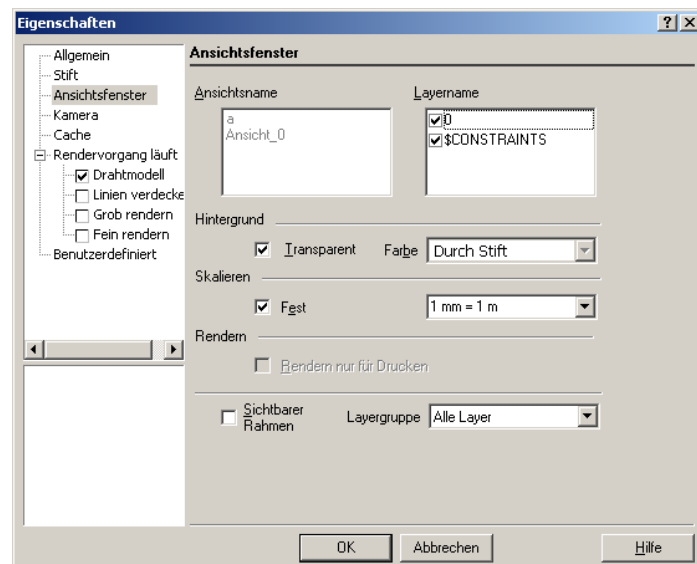 Eigenschaften
Allgemein
Stift
Ansichtsfenster
Kamera
Cache
Rendervorgang läuft
Drahtmodell
Linien verdecke
Grob rendern
Fein rendern
Benutzerdefiniert
Ansichtsfenster
Ansichtsname
a
Ansicht_0
Layername
0
$CONSTRAINTS
Hintergrund
Transparent
Farbe
Durch Stift
Skalieren
Fest
1 mm = 1 m
Rendern
Rendern nur für Drucken
Sichtbarer
Rahmen
Layergruppe
Alle Layer
OK
Abbrechen
Hilfe